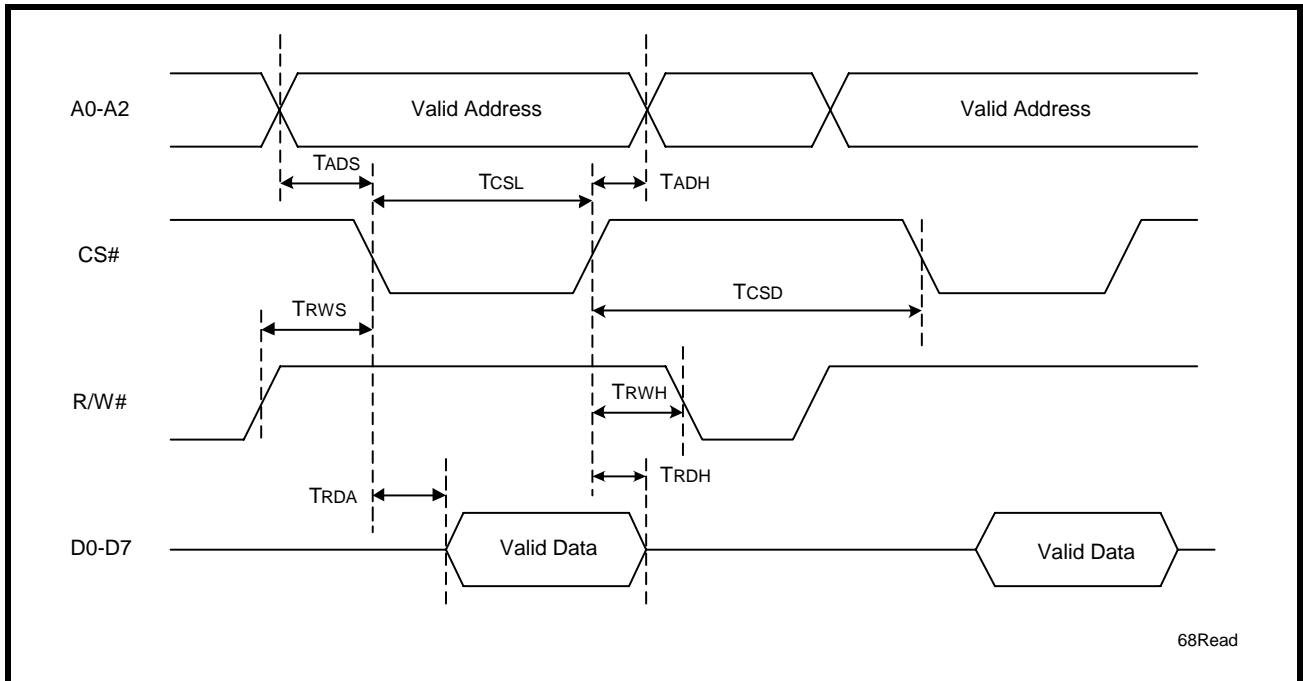 A0-A2
Valid Address
Valid Address
TADS
TCSL
TADH
CS#
TCSD
TRWS
R/W#
TRWH
TRDA
TRDH
D0-D7
Valid Data
Valid Data
68Read